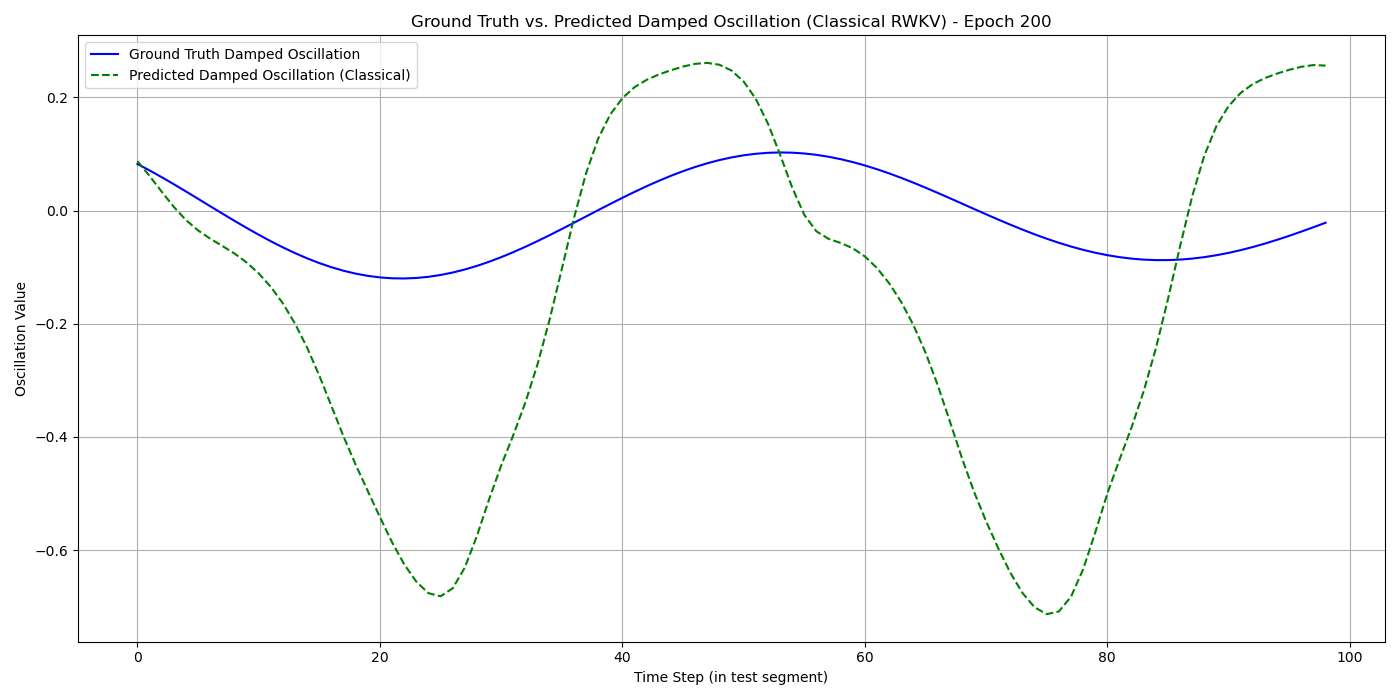 Ground Truth vs. Predicted Damped Oscillation (Classical RWKV) - Epoch 200
Ground Truth Damped Oscillation
Predicted Damped Oscillation (Classical)
Oscillation Value
0.2
0.0
−0.2
−0.4
−0.6
0 20 40 60 80 100
Time Step (in test segment)